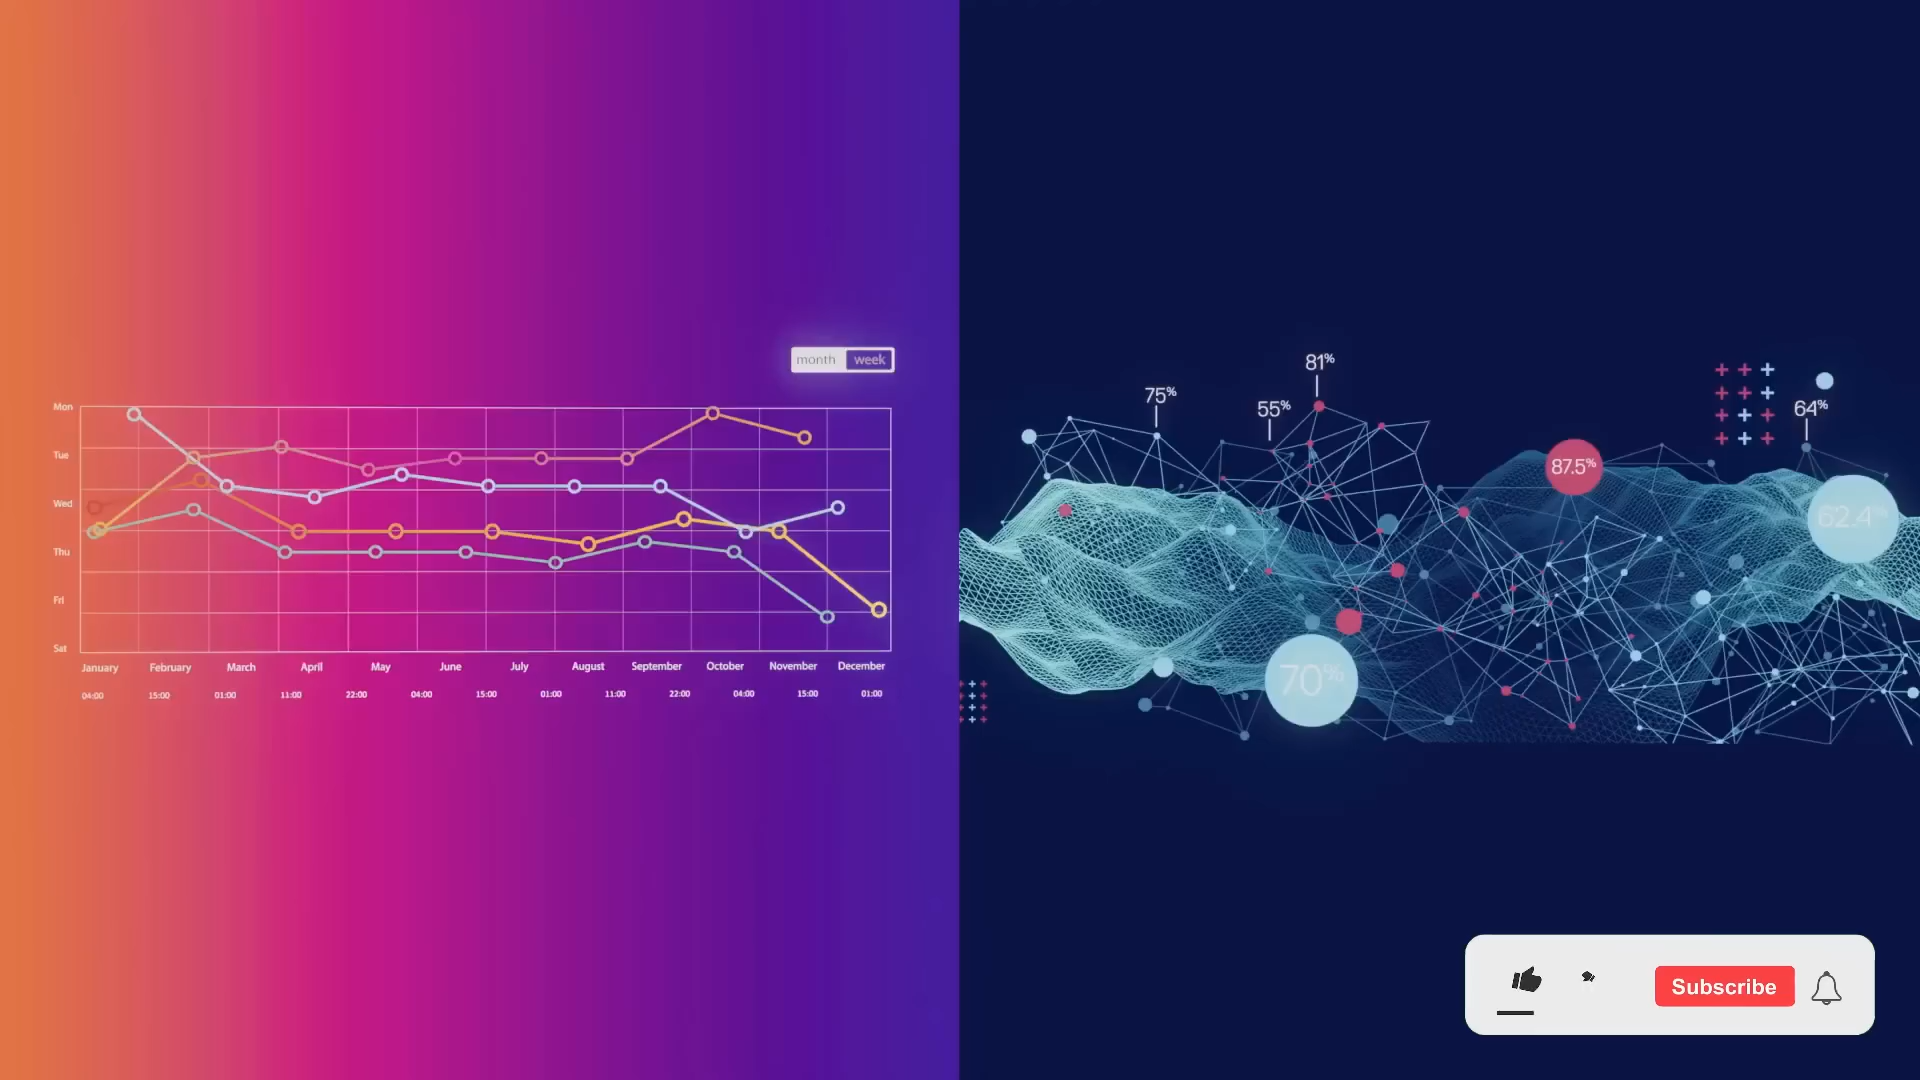 month week
Mon
Tue
Wed
Thu
Fri
Sat
January February March April May June July August September October November December
04:00 15:00 01:00 11:00 22:00 04:00 15:00 01:00 11:00 22:00 04:00 15:00 01:00
81%
75%
55%
64%
87.5%
62.4%
70%
Subscribe